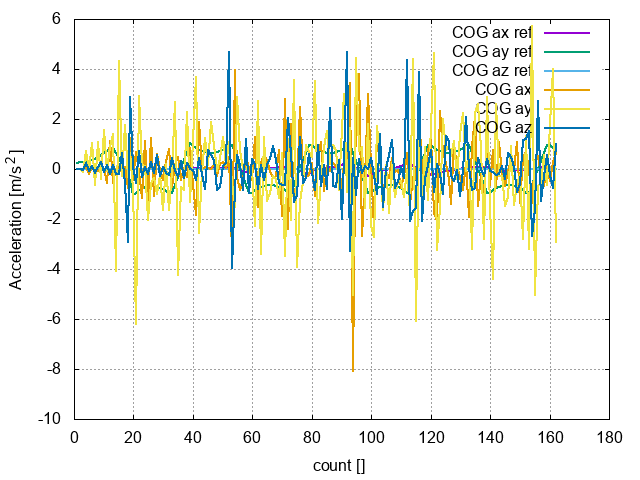 6
4
2
0
-2
-4
-6
-8
-10
0 20 40 60 80 100 120 140 160 180
Acceleration [m/s²]
count []
COG ax ref
COG ay ref
COG az ref
COG ax
COG ay
COG az